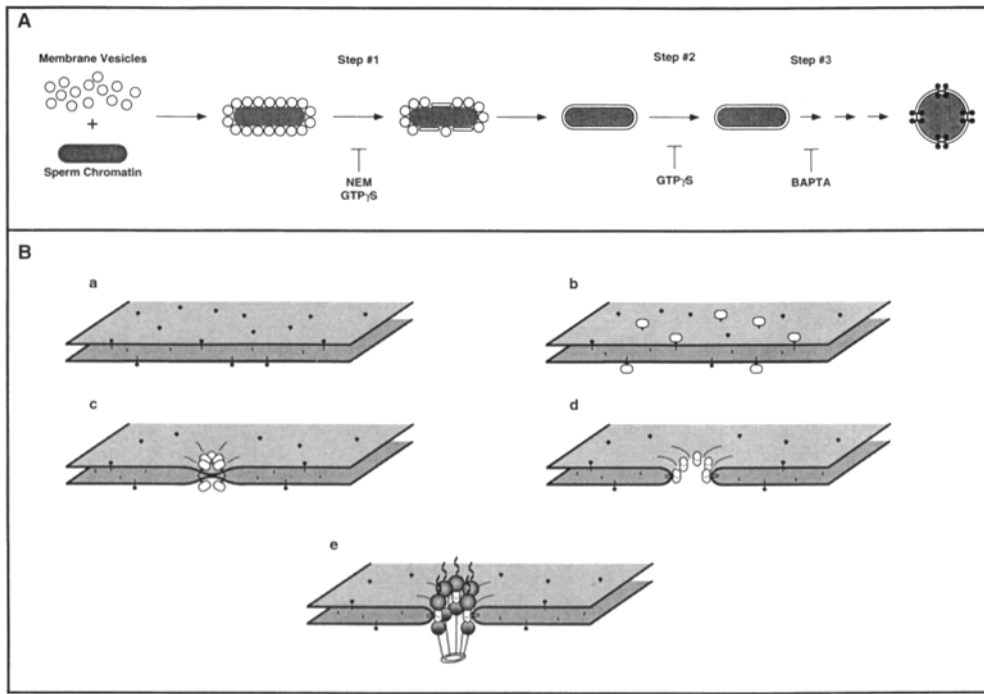 A
Membrane Vesicles
+
Sperm Chromatin
Step #1
NEM
GTPγS
Step #2
GTPγS
Step #3
BAPTA
B
a
b
c
d
e